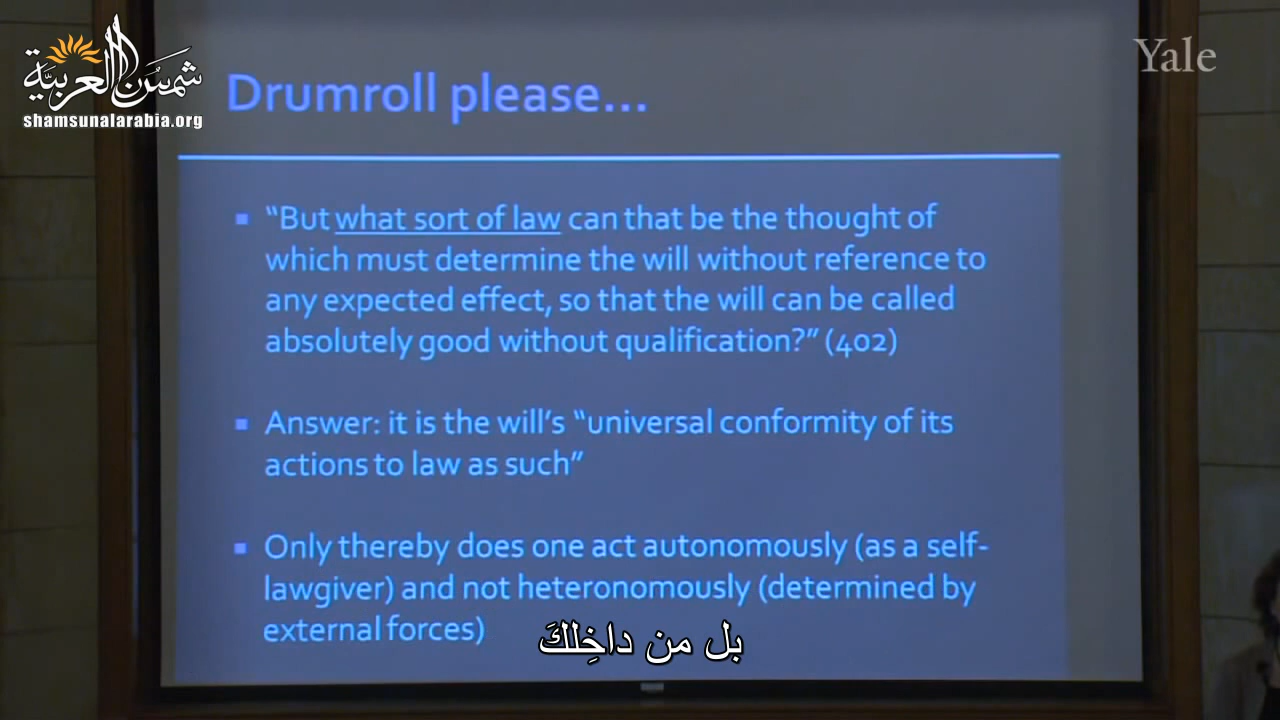 شمس العربية
shamsunalarabia.org
Yale
Drumroll please...
▪ “But what sort of law can that be the thought of
which must determine the will without reference to
any expected effect, so that the will can be called
absolutely good without qualification?” (402)
▪ Answer: it is the will’s “universal conformity of its
actions to law as such”
▪ Only thereby does one act autonomously (as a self-
lawgiver) and not heteronomously (determined by
external forces)
بل من داخِلكَ